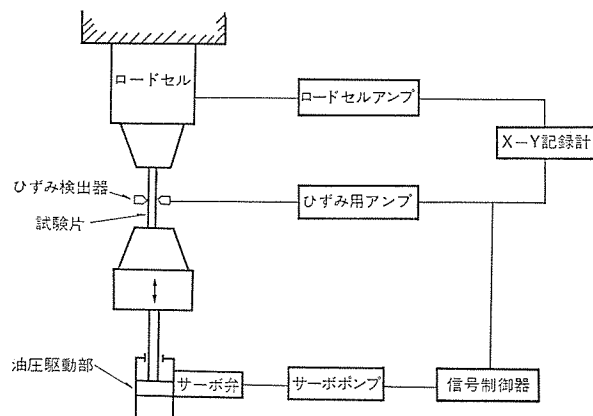 ロードセル
ロードセルアンプ
X－Y記録計
ひずみ検出器
ひずみ用アンプ
試験片
油圧駆動部
サーボ弁
サーボポンプ
信号制御器